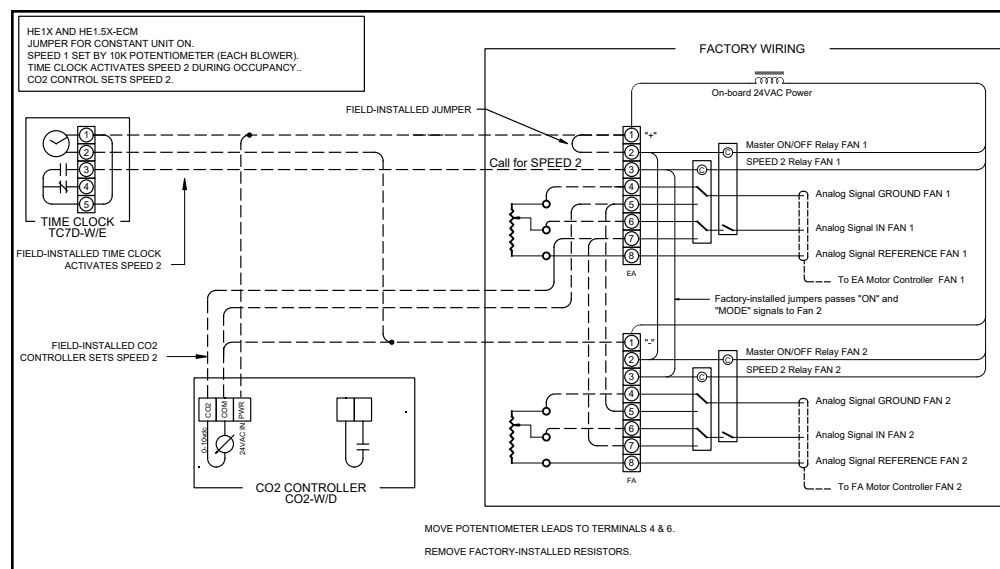 HE1X AND HE1.5X-ECM
JUMPER FOR CONSTANT UNIT ON.
SPEED 1 SET BY 10K POTENTIOMETER (EACH BLOWER).
TIME CLOCK ACTIVATES SPEED 2 DURING OCCUPANCY..
CO2 CONTROL SETS SPEED 2.
FACTORY WIRING
On-board 24VAC Power
FIELD-INSTALLED JUMPER
1
2
3
4
5
TIME CLOCK
TC7D-W/E
FIELD-INSTALLED TIME CLOCK
ACTIVATES SPEED 2
Call for SPEED 2
1 "+"
2
3
4
5
6
7
8
EA
C
Master ON/OFF Relay FAN 1
C
SPEED 2 Relay FAN 1
Analog Signal GROUND FAN 1
Analog Signal IN FAN 1
Analog Signal REFERENCE FAN 1
To EA Motor Controller FAN 1
Factory-installed jumpers passes "ON" and
"MODE" signals to Fan 2
FIELD-INSTALLED CO2
CONTROLLER SETS SPEED 2
CO2
COM
PWR
0-10vdc
24VAC IN
CO2 CONTROLLER
CO2-W/D
1 "-"
2
3
4
5
6
7
8
FA
C
Master ON/OFF Relay FAN 2
C
SPEED 2 Relay FAN 2
Analog Signal GROUND FAN 2
Analog Signal IN FAN 2
Analog Signal REFERENCE FAN 2
To FA Motor Controller FAN 2
MOVE POTENTIOMETER LEADS TO TERMINALS 4 & 6.
REMOVE FACTORY-INSTALLED RESISTORS.